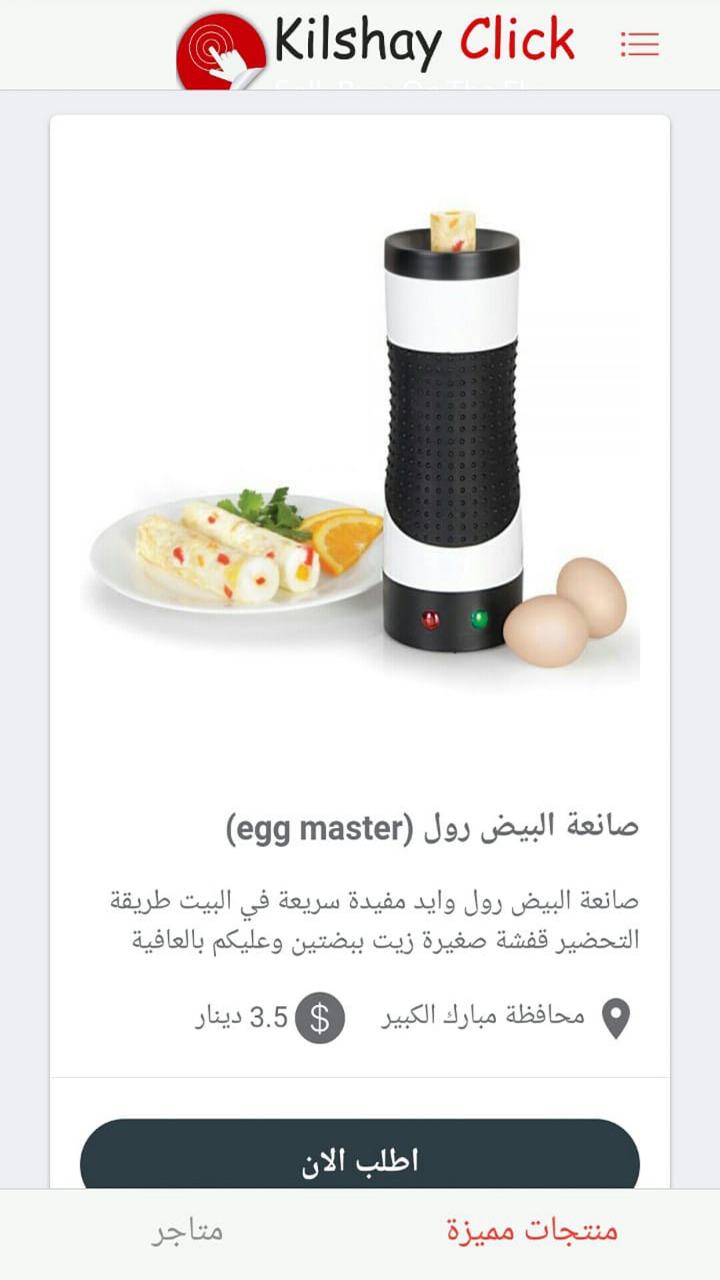 Kilshay Click
صانعة البيض رول (egg master)
صانعة البيض رول وايد مفيدة سريعة في البيت طريقة
التحضير قفشة صغيرة زيت ببضتين وعليكم بالعافية
محافظة مبارك الكبير
$ 3.5 دينار
اطلب الان
منتجات مميزة
متاجر